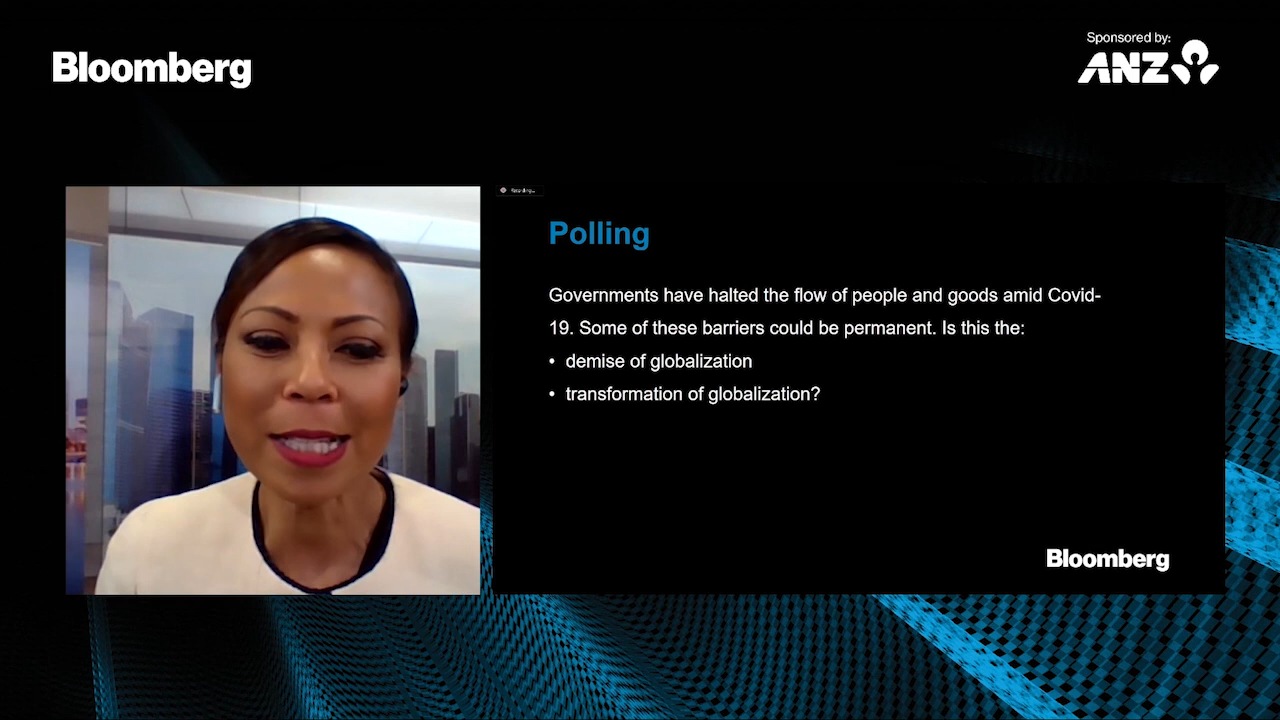 Bloomberg
Sponsored by:
ANZ
Polling
Governments have halted the flow of people and goods amid Covid-
19. Some of these barriers could be permanent. Is this the:
• demise of globalization
• transformation of globalization?
Bloomberg